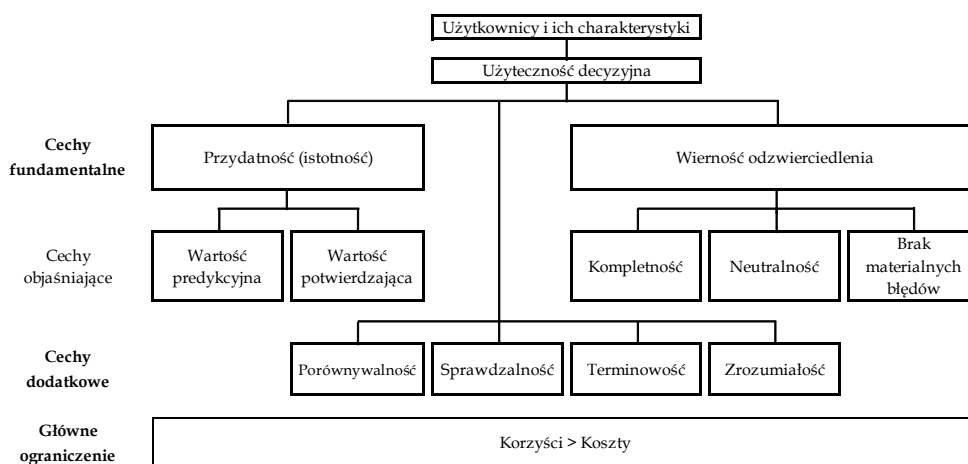 Użytkownicy i ich charakterystyki
Użyteczność decyzyjna
Cechy
fundamentalne
Przydatność (istotność)
Wierność odzwierciedlenia
Cechy
objaśniające
Wartość
predykcyjna
Wartość
potwierdzająca
Kompletność
Neutralność
Brak
materialnych
błędów
Cechy
dodatkowe
Porównywalność
Sprawdzalność
Terminowość
Zrozumiałość
Główne
ograniczenie
Korzyści > Koszty